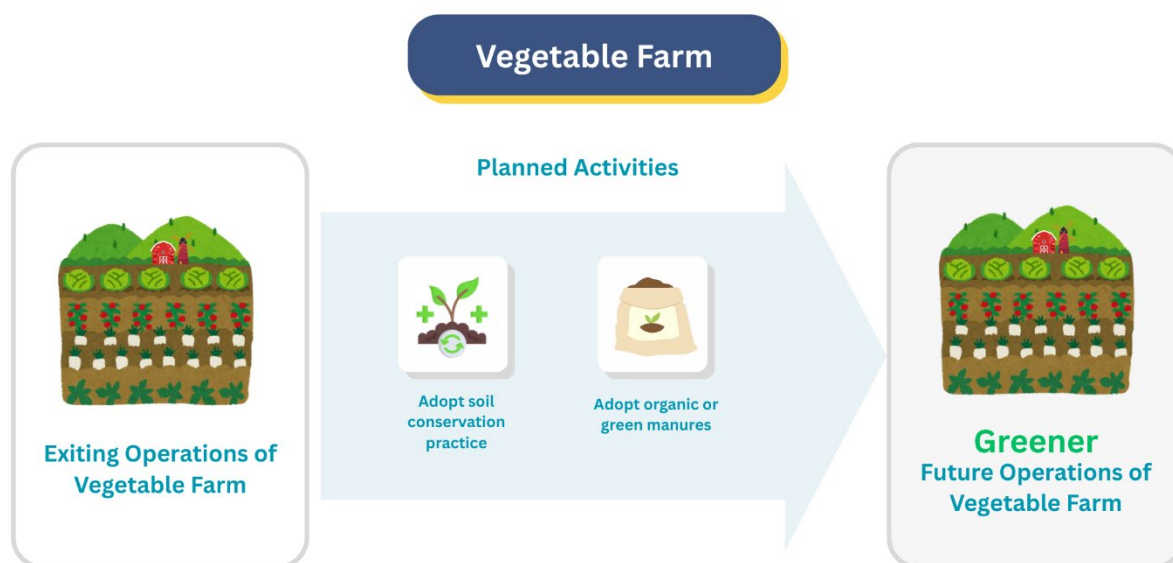 Vegetable Farm
Planned Activities
Exiting Operations of
Vegetable Farm
Adopt soil
conservation
practice
Adopt organic or
green manures
Greener
Future Operations of
Vegetable Farm